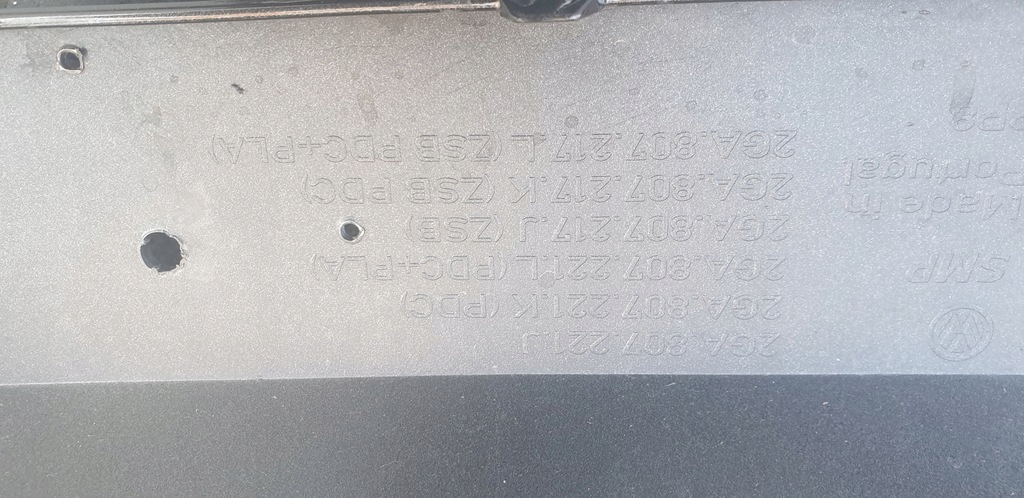 2GA.807.221.J
2GA.807.221.K (PDC)
2GA.807.221.L (PDC+PLA)
2GA.807.217.J (ZSB)
2GA.807.217.K (ZSB PDC)
2GA.807.217.L (ZSB PDC+PLA)
SMP
Made in
Portugal